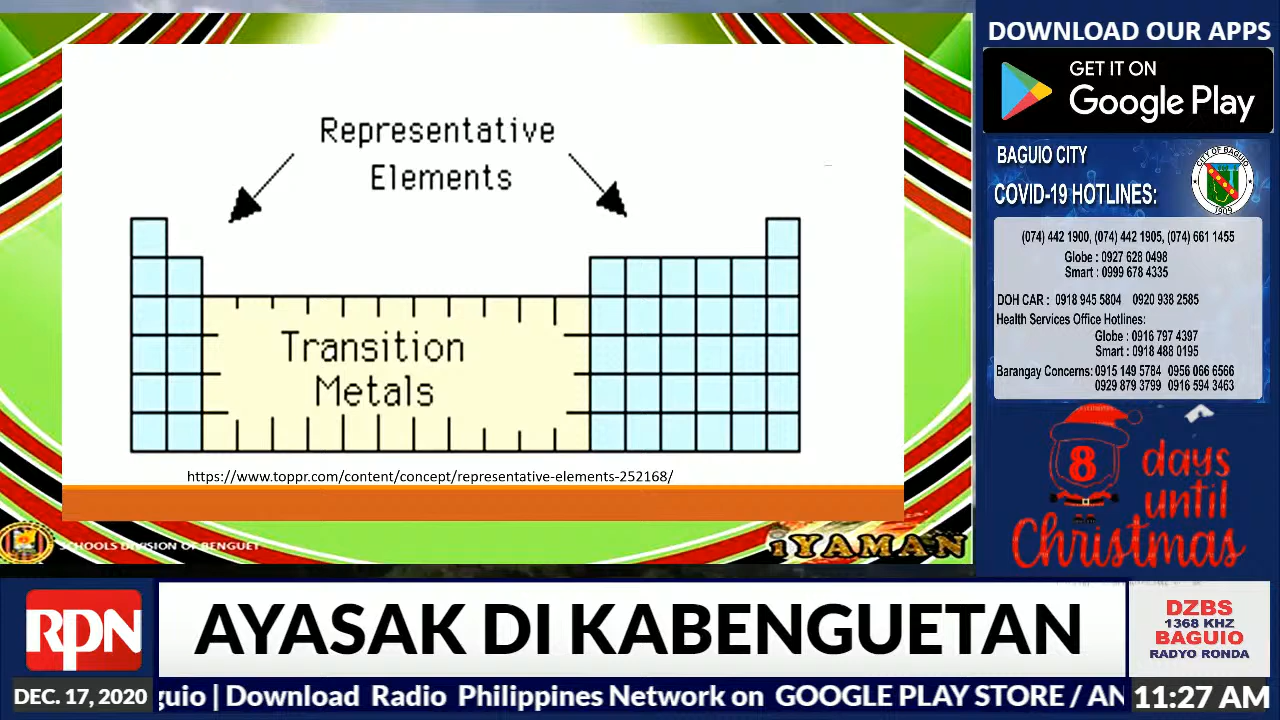 Representative
Elements
Transition
Metals
https://www.toppr.com/content/concept/representative-elements-252168/
SCHOOLS DIVISION OF BENGUET
iYAMAN
DOWNLOAD OUR APPS
GET IT ON
Google Play
BAGUIO CITY
COVID-19 HOTLINES:
CITY OF BAGUIO
1909
(074) 442 1900, (074) 442 1905, (074) 661 1455
Globe : 0927 628 0498
Smart : 0999 678 4335
DOH CAR : 0918 945 5804 0920 938 2585
Health Services Office Hotlines:
Globe : 0916 797 4397
Smart : 0918 488 0195
Barangay Concerns: 0915 149 5784 0956 066 6566
0929 879 3799 0916 594 3463
8 days
until
Christmas
RPN
AYASAK DI KABENGUETAN
DZBS
1368 KHZ
BAGUIO
RADYO RONDA
DEC. 17, 2020
guio | Download Radio Philippines Network on GOOGLE PLAY STORE / AN
11:27 AM